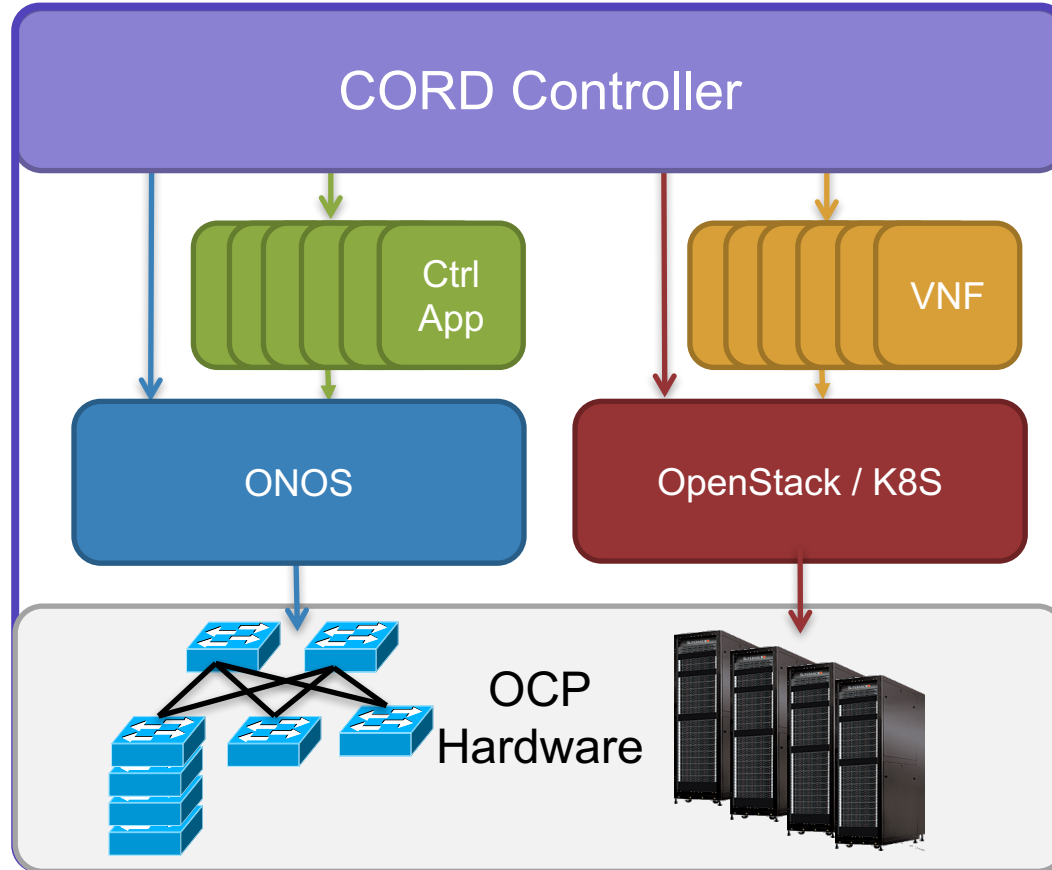 CORD Controller
Ctrl
App
VNF
ONOS
OpenStack / K8S
OCP
Hardware